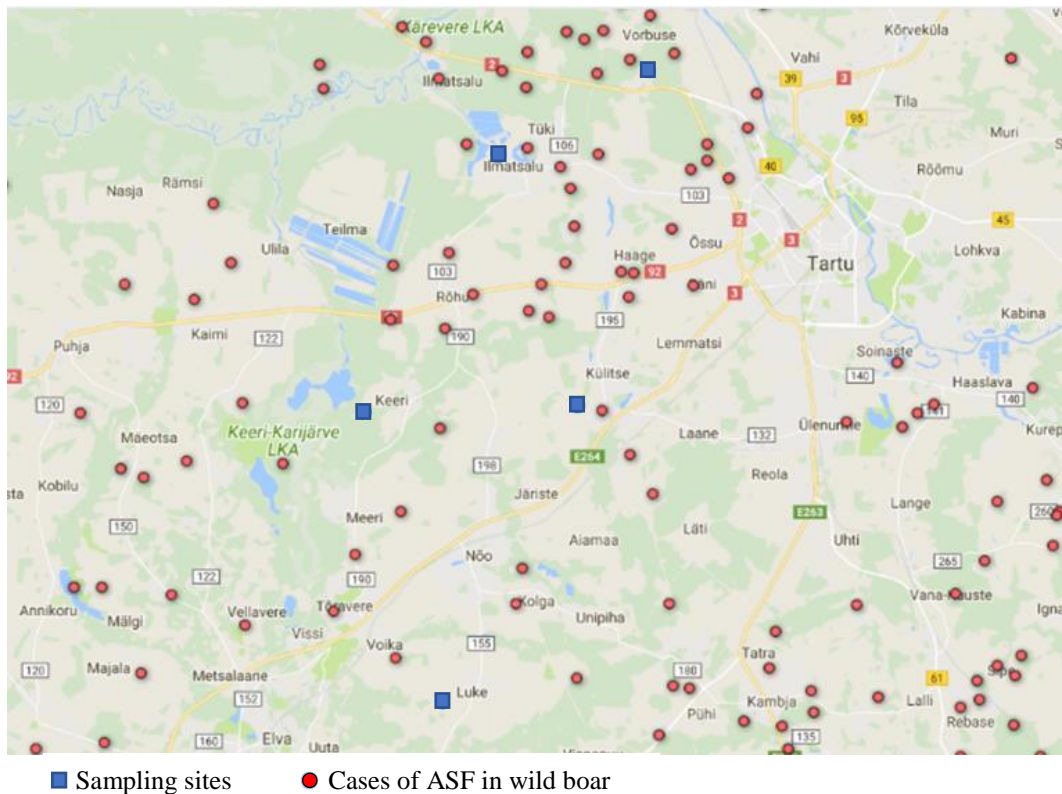 Kärevere LKA
Vorbuse
Kõrveküla
Vahi
2
Ilmatsalu
39
3
Tila
95
Tüki
106
Muri
Ilmatsalu
40
Rõõmu
Nasja
Rämsi
103
45
2
Teilma
Ulila
Õssu
3
Lohkva
Haage
92
Tartu
103
Rõhu
3
195
Kabina
Kaimi
122
190
Puhja
Lemmatsi
Soinaste
92
Külitse
140
Haaslava
120
Keeri
140
141
Mäeotsa
Keeri-Karijärve
LKA
Laane
132
Ülenurme
Kurep
E264
198
Reola
Kobilu
Järiste
Lange
150
Meeri
E263
260
Läti
Aiamaa
Uhti
Nõo
122
190
265
Annikoru
Mälgi
Vellavere
Tõravere
Kolga
Vana-Kuuste
Unipiha
Igna
Vissi
Voika
155
120
Majala
Metsalaane
Tatra
180
152
Luke
61
Kambja
Lalli
Pühi
Rebase
160
Elva
Uuta
135
Sampling sites
Cases of ASF in wild boar